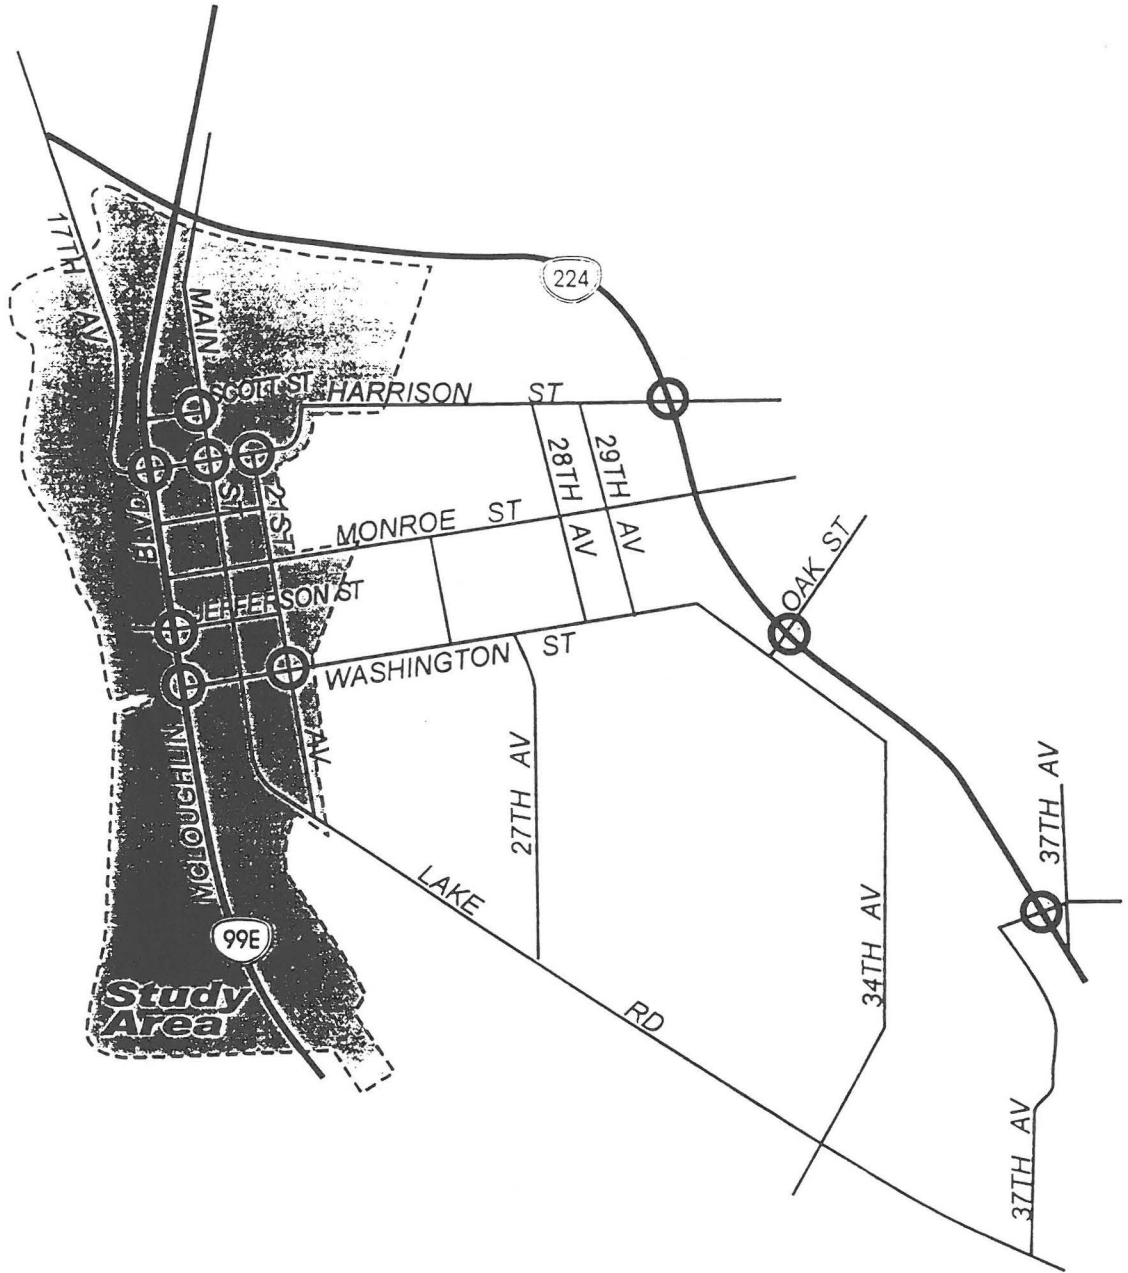 17TH AV
MAIN
ST
224
SCOTT ST
HARRISON ST
28TH AV
29TH AV
21ST
AV
MONROE ST
BLVD
JEFFERSON ST
OAK ST
WASHINGTON ST
MCLOUGHLIN
27TH AV
37TH AV
LAKE
RD
34TH AV
99E
Study
Area
37TH AV